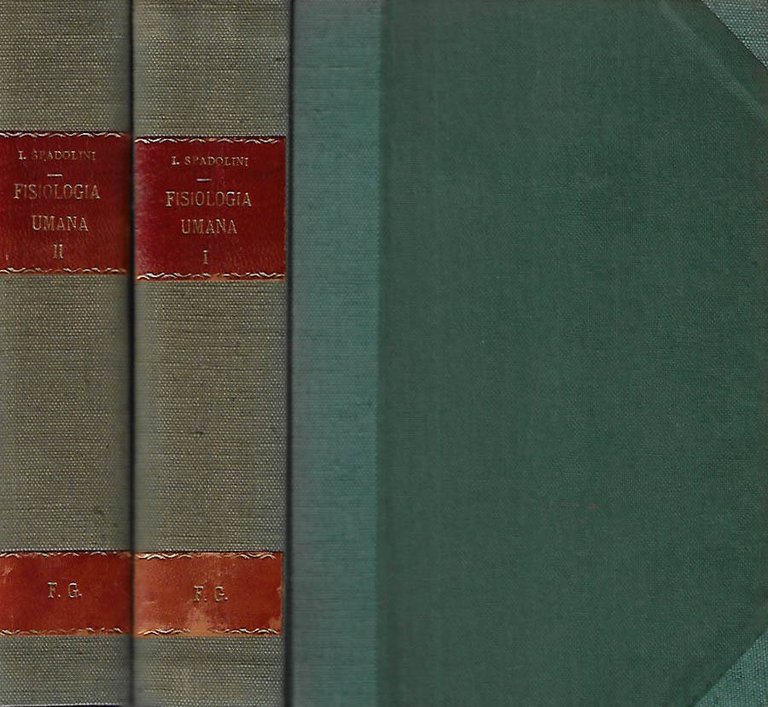 I. SPADOLINI
FISIOLOGIA
UMANA
II
F. G.
I. SPADOLINI
FISIOLOGIA
UMANA
I
F. G.